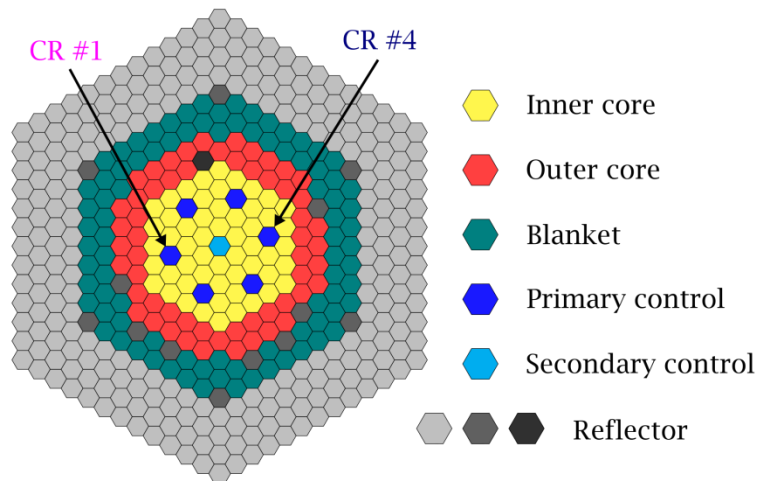 CR #1
CR #4
Inner core
Outer core
Blanket
Primary control
Secondary control
Reflector